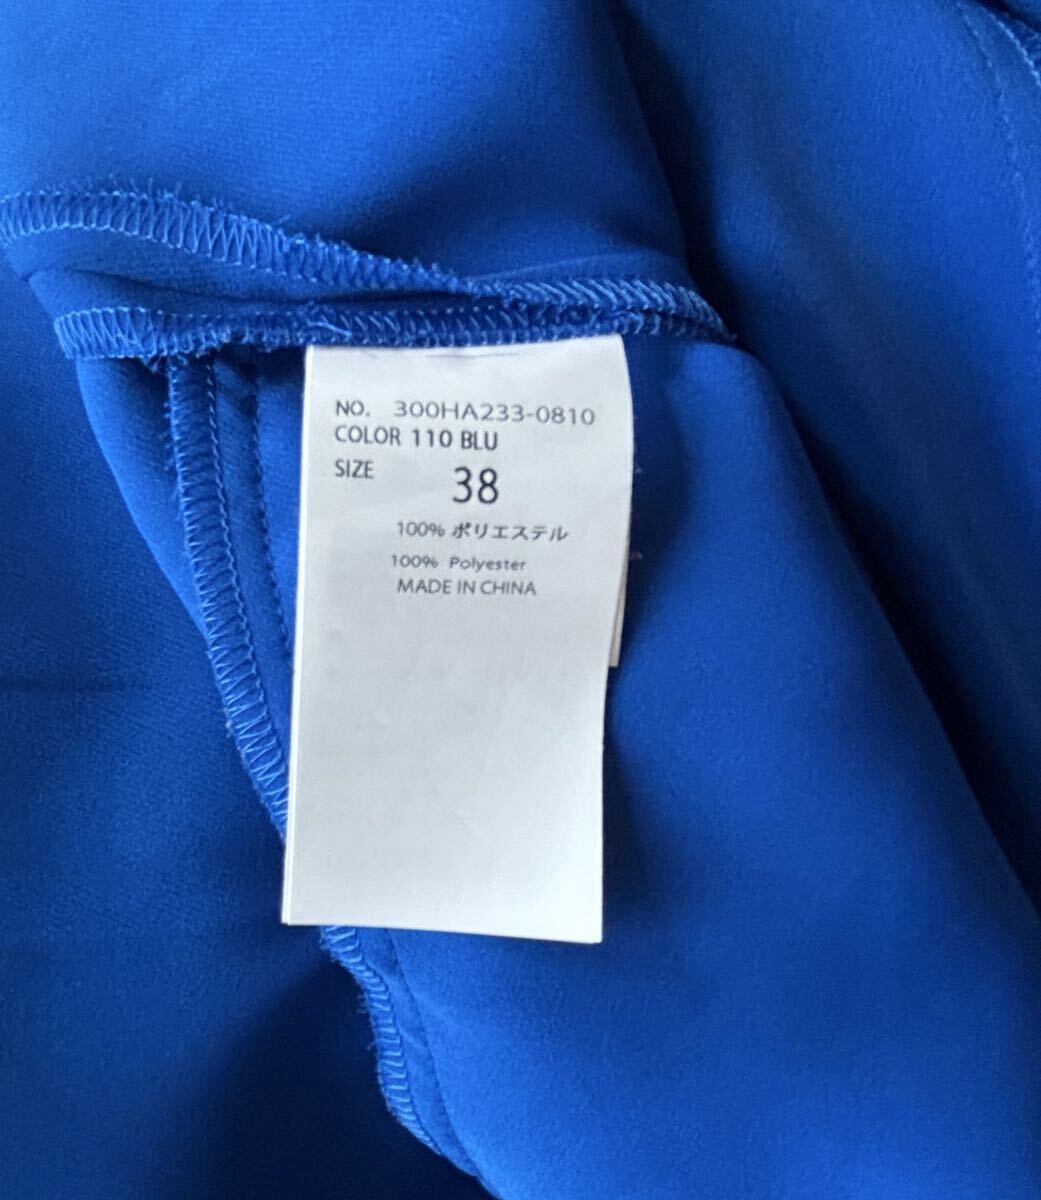 NO. 300HA233-0810
COLOR 110 BLU
SIZE 38
100% ポリエステル
100% Polyester
MADE IN CHINA